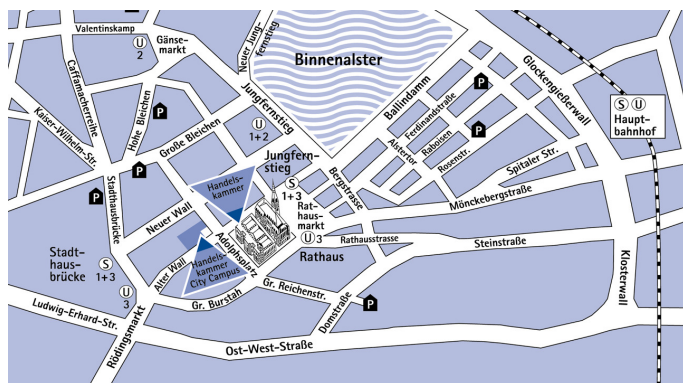 Valentinskamp
U
2
Gänse-
markt
Neuer Jung-
fernstieg
Binnenalster
Caffamacherreihe
Kaiser-Wilhelm-Str.
Hohe Bleichen
P
Große Bleichen
Jungfernstieg
U
1+2
Ballindamm
Glockengießerwall
P
Ferdinandstraße
P
Raboisen
Alstertor
Rosenstr.
S U
Haupt-
bahnhof
Spitaler Str.
Mönckebergstraße
Bergstrasse
Jungfern-
stieg
S
1+3
P
P
Stadthausbrücke
Handels-
kammer
Neuer Wall
Rat-
haus-
markt
U 3
Rathaus
Rathausstrasse
Steinstraße
Klosterwall
Adolphsplatz
Alter Wall
Handels-
kammer
City Campus
Stadt-
haus-
brücke
S
1+3
U
3
Gr. Burstah
Gr. Reichenstr.
P
Domstraße
Ludwig-Erhard-Str.
Rödingsmarkt
Ost-West-Straße